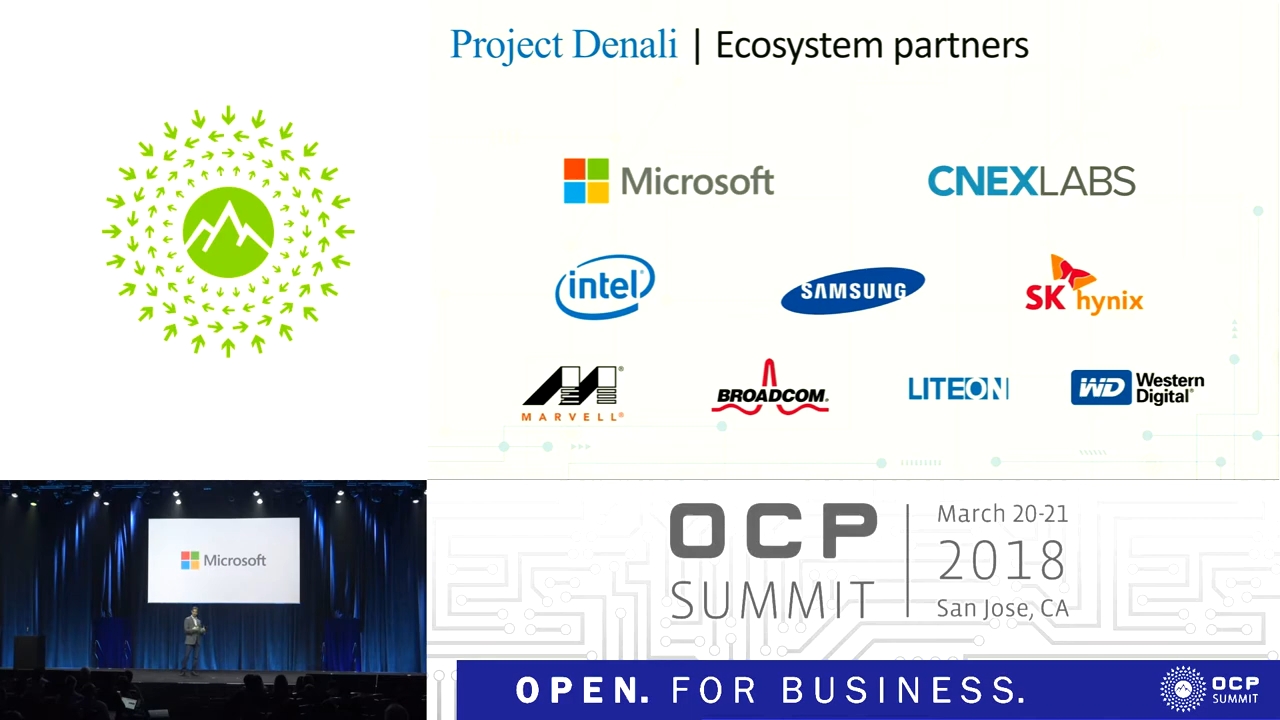 Project Denali | Ecosystem partners
Microsoft
CNEXLABS
intel®
SAMSUNG
SK hynix
MARVELL®
BROADCOM.
LITEON
WD Western Digital®
Microsoft
OCP
SUMMIT
March 20-21
2018
San Jose, CA
OPEN. FOR BUSINESS.
OCP
SUMMIT